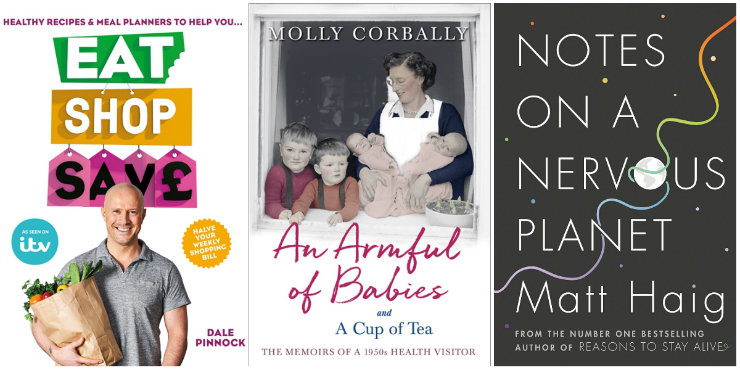 HEALTHY RECIPES & MEAL PLANNERS TO HELP YOU...
EAT
SHOP
SAV£
AS SEEN ON
itv
HALVE
YOUR
WEEKLY
SHOPPING
BILL
DALE
PINNOCK
MOLLY CORBALLY
An Armful
of Babies
and
A Cup of Tea
THE MEMOIRS OF A 1950s HEALTH VISITOR
NOTES
ON A
NERVOUS
PLANET
Matt Haig
FROM THE NUMBER ONE BESTSELLING
AUTHOR OF REASONS TO STAY ALIVE